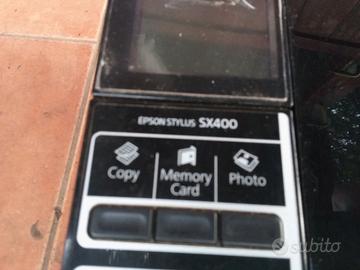 EPSON STYLUS SX400
Copy
Memory
Card
Photo
subito